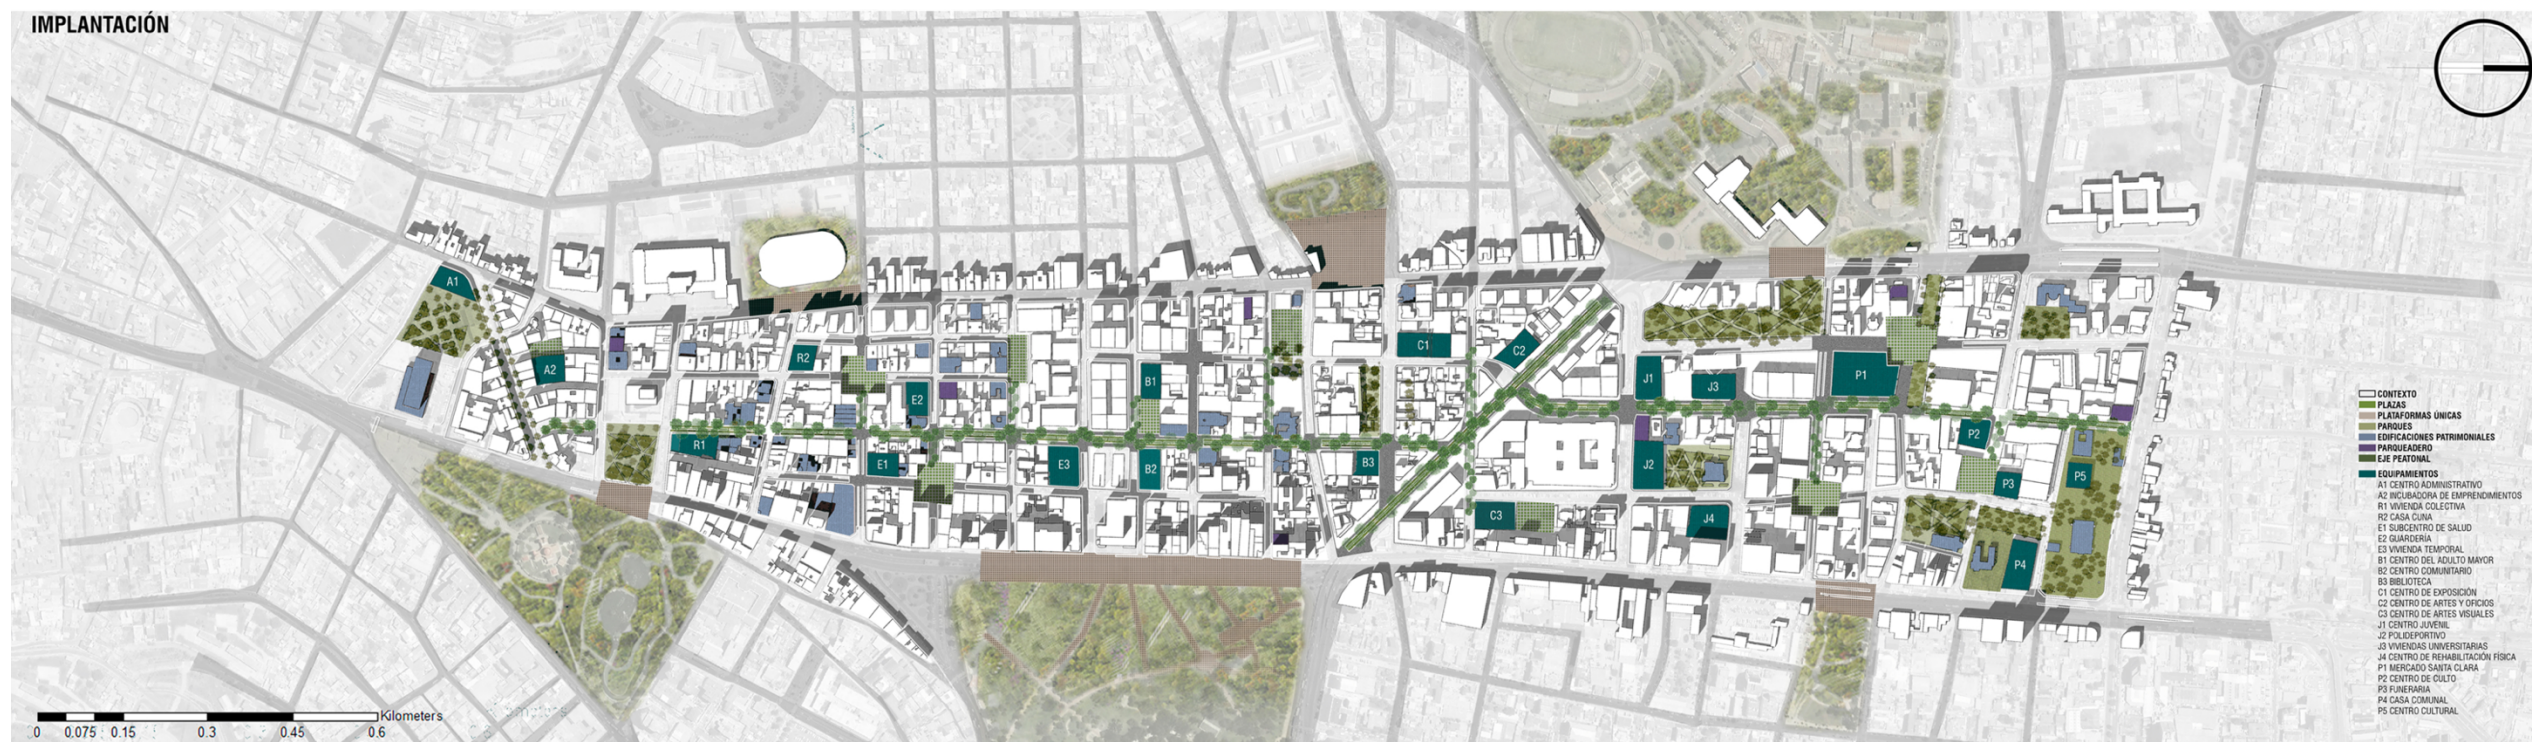 IMPLANTACIÓN
A1
A2
R2
R1
E2
E1
E3
B1
B2
B3
C1
C2
C3
J1
J3
J2
J4
P1
P2
P3
P5
P4
CONTEXTO
PLAZAS
PLATAFORMAS ÚNICAS
PARQUES
EDIFICACIONES PATRIMONIALES
PARQUEADERO
EJE PEATONAL
EQUIPAMIENTOS
A1 CENTRO ADMINISTRATIVO
A2 INCUBADORA DE EMPRENDIMIENTOS
R1 VIVIENDA COLECTIVA
R2 CASA CUNA
E1 SUBCENTRO DE SALUD
E2 GUARDERÍA
E3 VIVIENDA TEMPORAL
B1 CENTRO DEL ADULTO MAYOR
B2 CENTRO COMUNITARIO
B3 BIBLIOTECA
C1 CENTRO DE EXPOSICIÓN
C2 CENTRO DE ARTES Y OFICIOS
C3 CENTRO DE ARTES VISUALES
J1 CENTRO JUVENIL
J2 POLIDEPORTIVO
J3 VIVIENDAS UNIVERSITARIAS
J4 CENTRO DE REHABILITACIÓN FÍSICA
P1 MERCADO SANTA CLARA
P2 CENTRO DE CULTO
P3 FUNERARIA
P4 CASA COMUNAL
P5 CENTRO CULTURAL
Kilometers
0 0.075 0.15 0.3 0.45 0.6